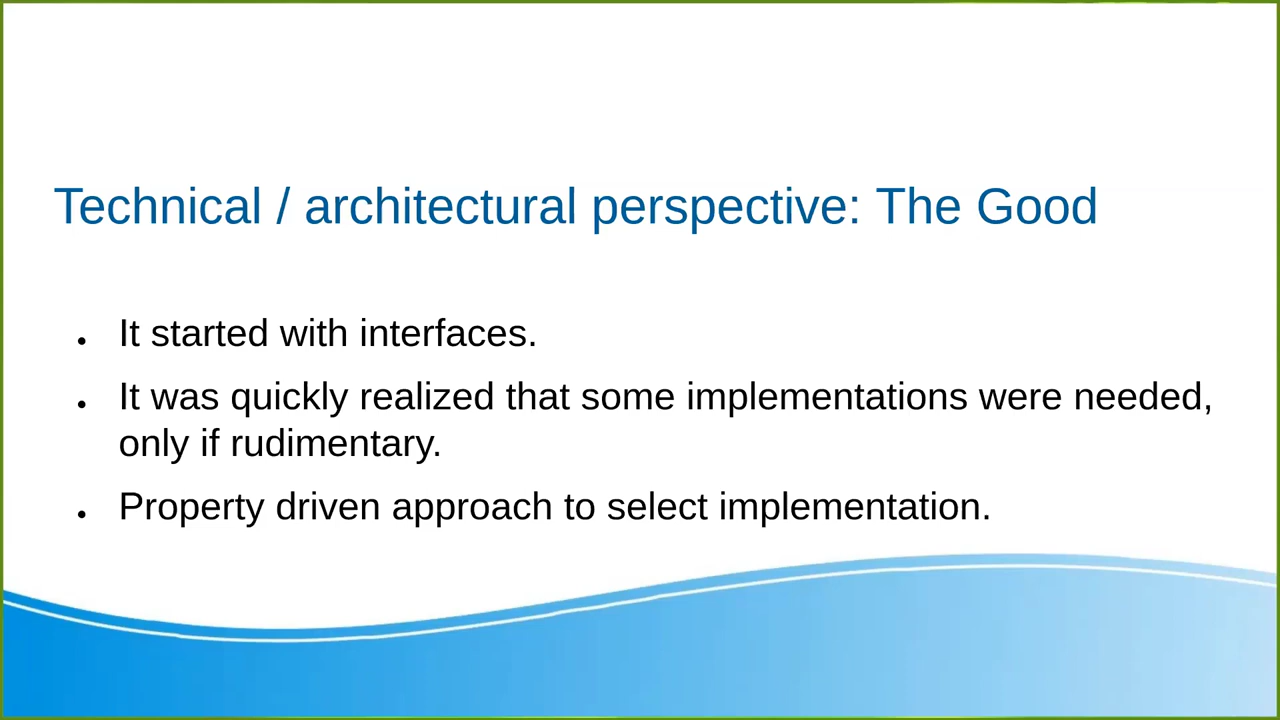 Technical / architectural perspective: The Good
● It started with interfaces.
● It was quickly realized that some implementations were needed,
only if rudimentary.
● Property driven approach to select implementation.